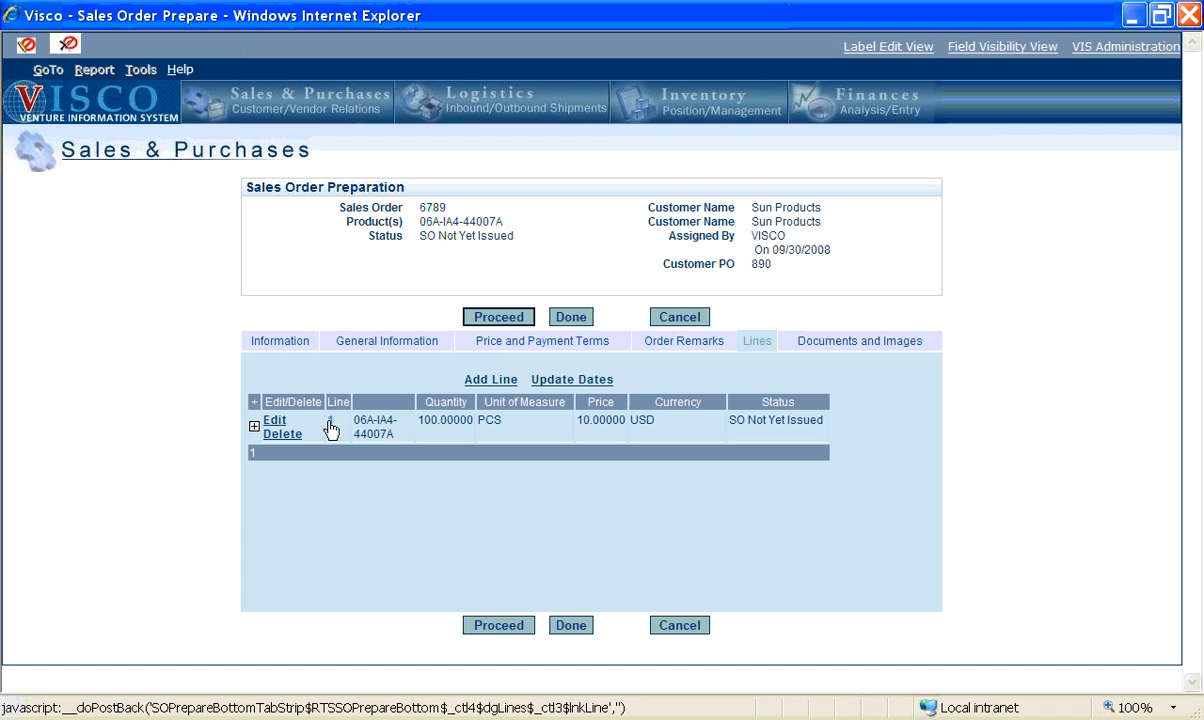 Visco - Sales Order Prepare - Windows Internet Explorer
Label Edit View Field Visibility View VIS Administration
GoTo Report Tools Help
VISCO
VENTURE INFORMATION SYSTEM
Sales & Purchases
Customer/Vendor Relations
Logistics
Inbound/Outbound Shipments
Inventory
Position/Management
Finances
Analysis/Entry
Sales & Purchases
Sales Order Preparation
Sales Order 6789 Customer Name Sun Products
Product(s) 06A-IA4-44007A Customer Name Sun Products
Status SO Not Yet Issued Assigned By VISCO
On 09/30/2008
Customer PO 890
Proceed Done Cancel
Information General Information Price and Payment Terms Order Remarks Lines Documents and Images
Add Line Update Dates
+ Edit/Delete Line Quantity Unit of Measure Price Currency Status
Edit 1 06A-IA4- 100.00000 PCS 10.00000 USD SO Not Yet Issued
Delete 44007A
1
Proceed Done Cancel
javascript:__doPostBack('SOPrepareBottomTabStrip$RTSSOPrepareBottom$_ctl4$dgLines$_ctl3$lnkLine','') Local intranet 100%